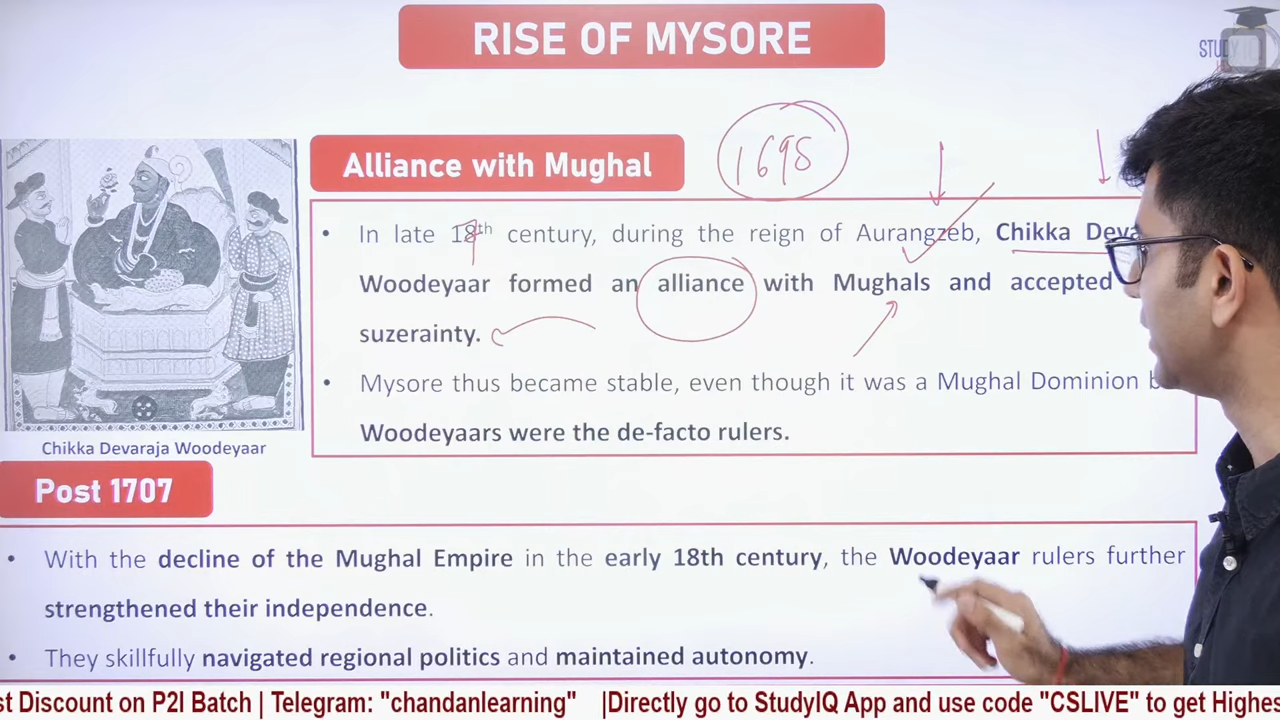 RISE OF MYSORE
STUDY
Alliance with Mughal
1698
• In late 18th century, during the reign of Aurangzeb, Chikka Deva
Woodeyaar formed an alliance with Mughals and accepted
suzerainty.
• Mysore thus became stable, even though it was a Mughal Dominion
Woodeyaars were the de-facto rulers.
Chikka Devaraja Woodeyaar
Post 1707
• With the decline of the Mughal Empire in the early 18th century, the Woodeyaar rulers further
strengthened their independence.
• They skillfully navigated regional politics and maintained autonomy.
st Discount on P2I Batch | Telegram: "chandanlearning" |Directly go to StudyIQ App and use code "CSLIVE" to get Highes